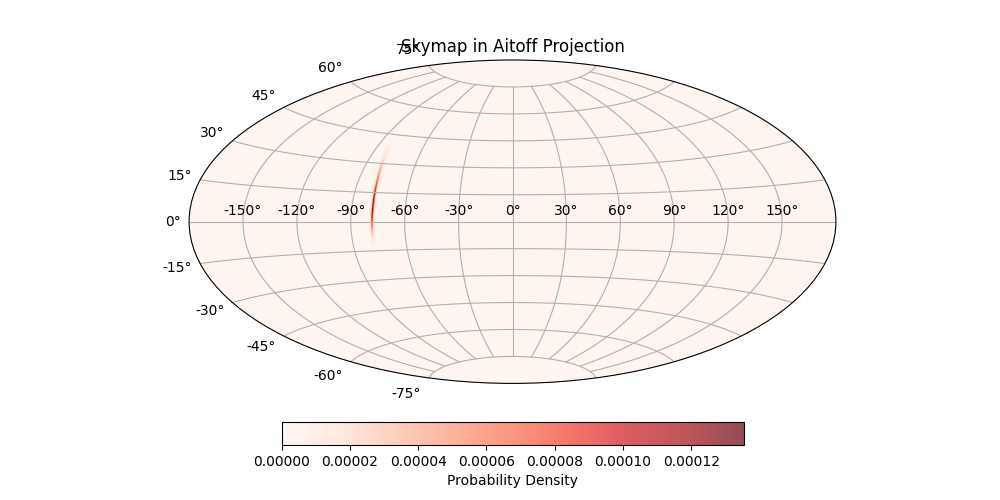 Skymap in Aitoff Projection
75°
60°
45°
30°
15°
-150° -120° -90° -60° -30° 0° 30° 60° 90° 120° 150°
0°
-15°
-30°
-45°
-60°
-75°
0.00000 0.00002 0.00004 0.00006 0.00008 0.00010 0.00012
Probability Density